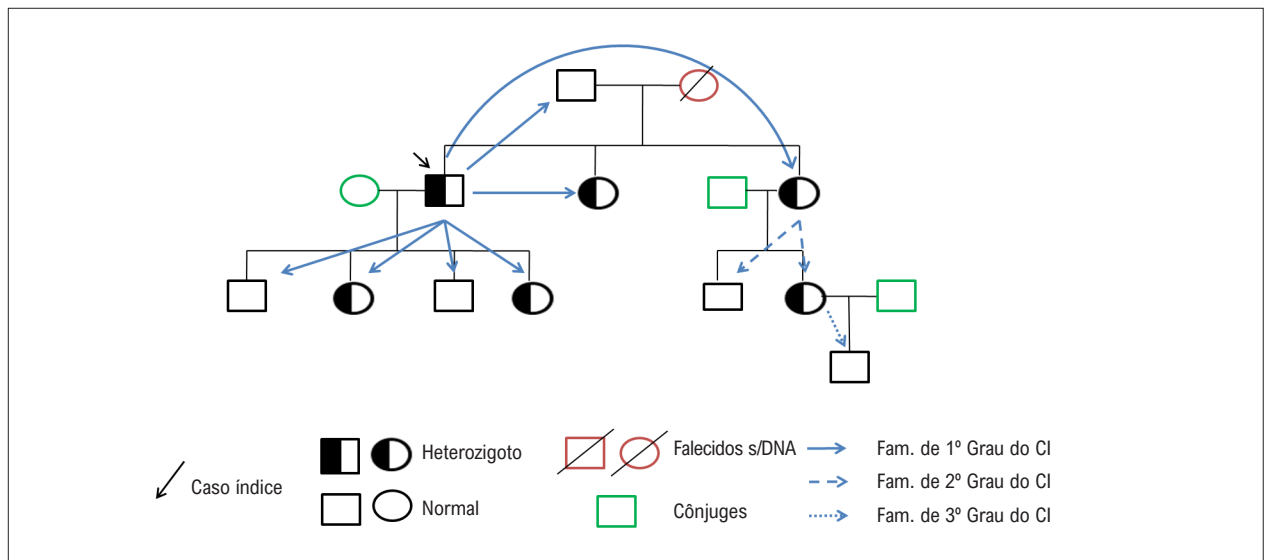 Heterozigoto
Falecidos s/DNA
Fam. de 1º Grau do CI
Fam. de 2º Grau do CI
Caso índice
Normal
Cônjuges
Fam. de 3º Grau do CI